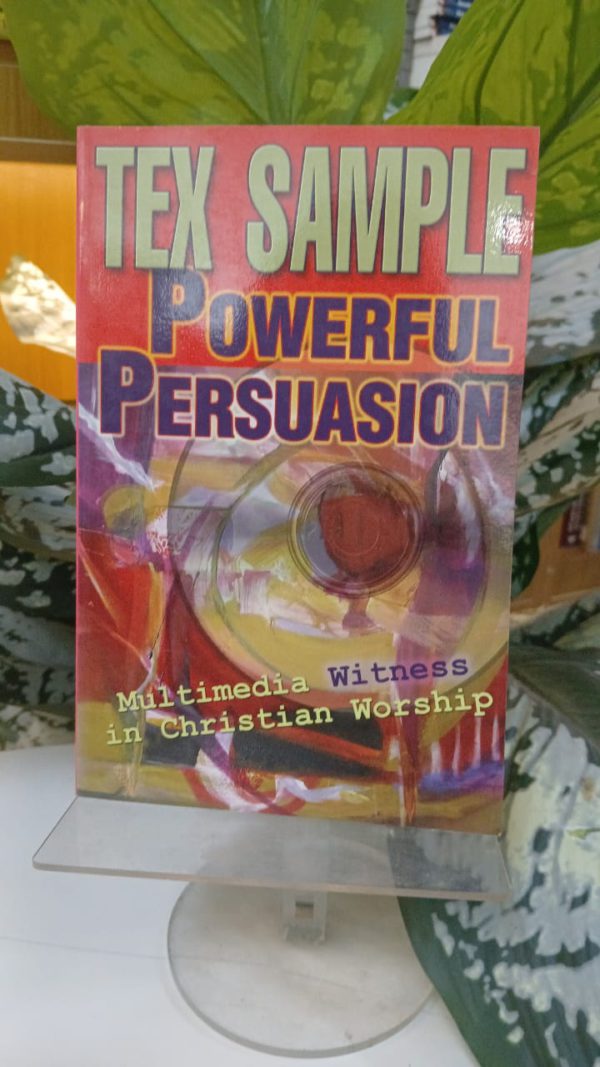 TEX SAMPLE
POWERFUL
PERSUASION
Multimedia Witness
in Christian Worship